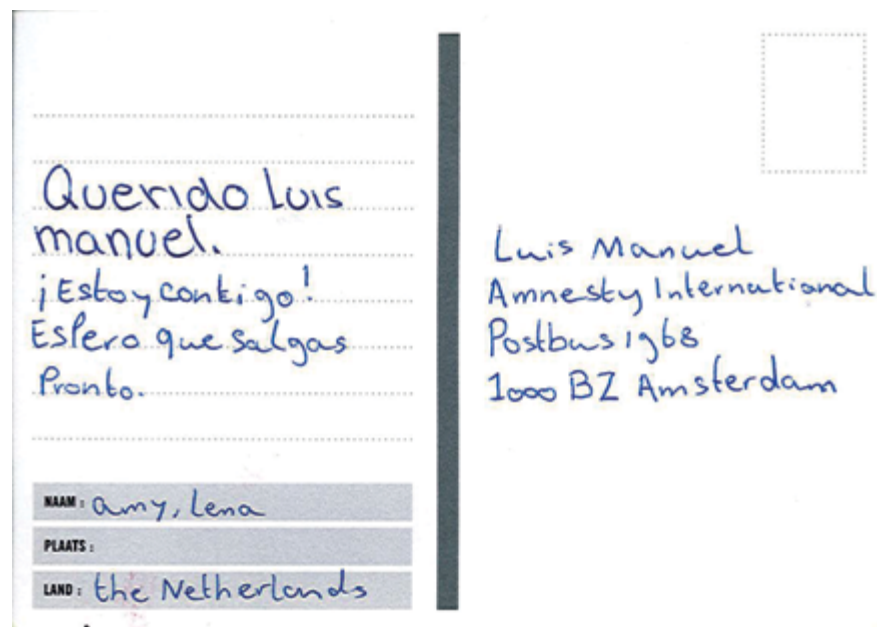 Querido Luis
manuel.
¡Estoy contigo!
Espero que salgas
Pronto.
NAAM: amy, Lena
PLAATS:
LAND: the Netherlands
Luis Manuel
Amnesty International
Postbus 1968
1000 BZ Amsterdam